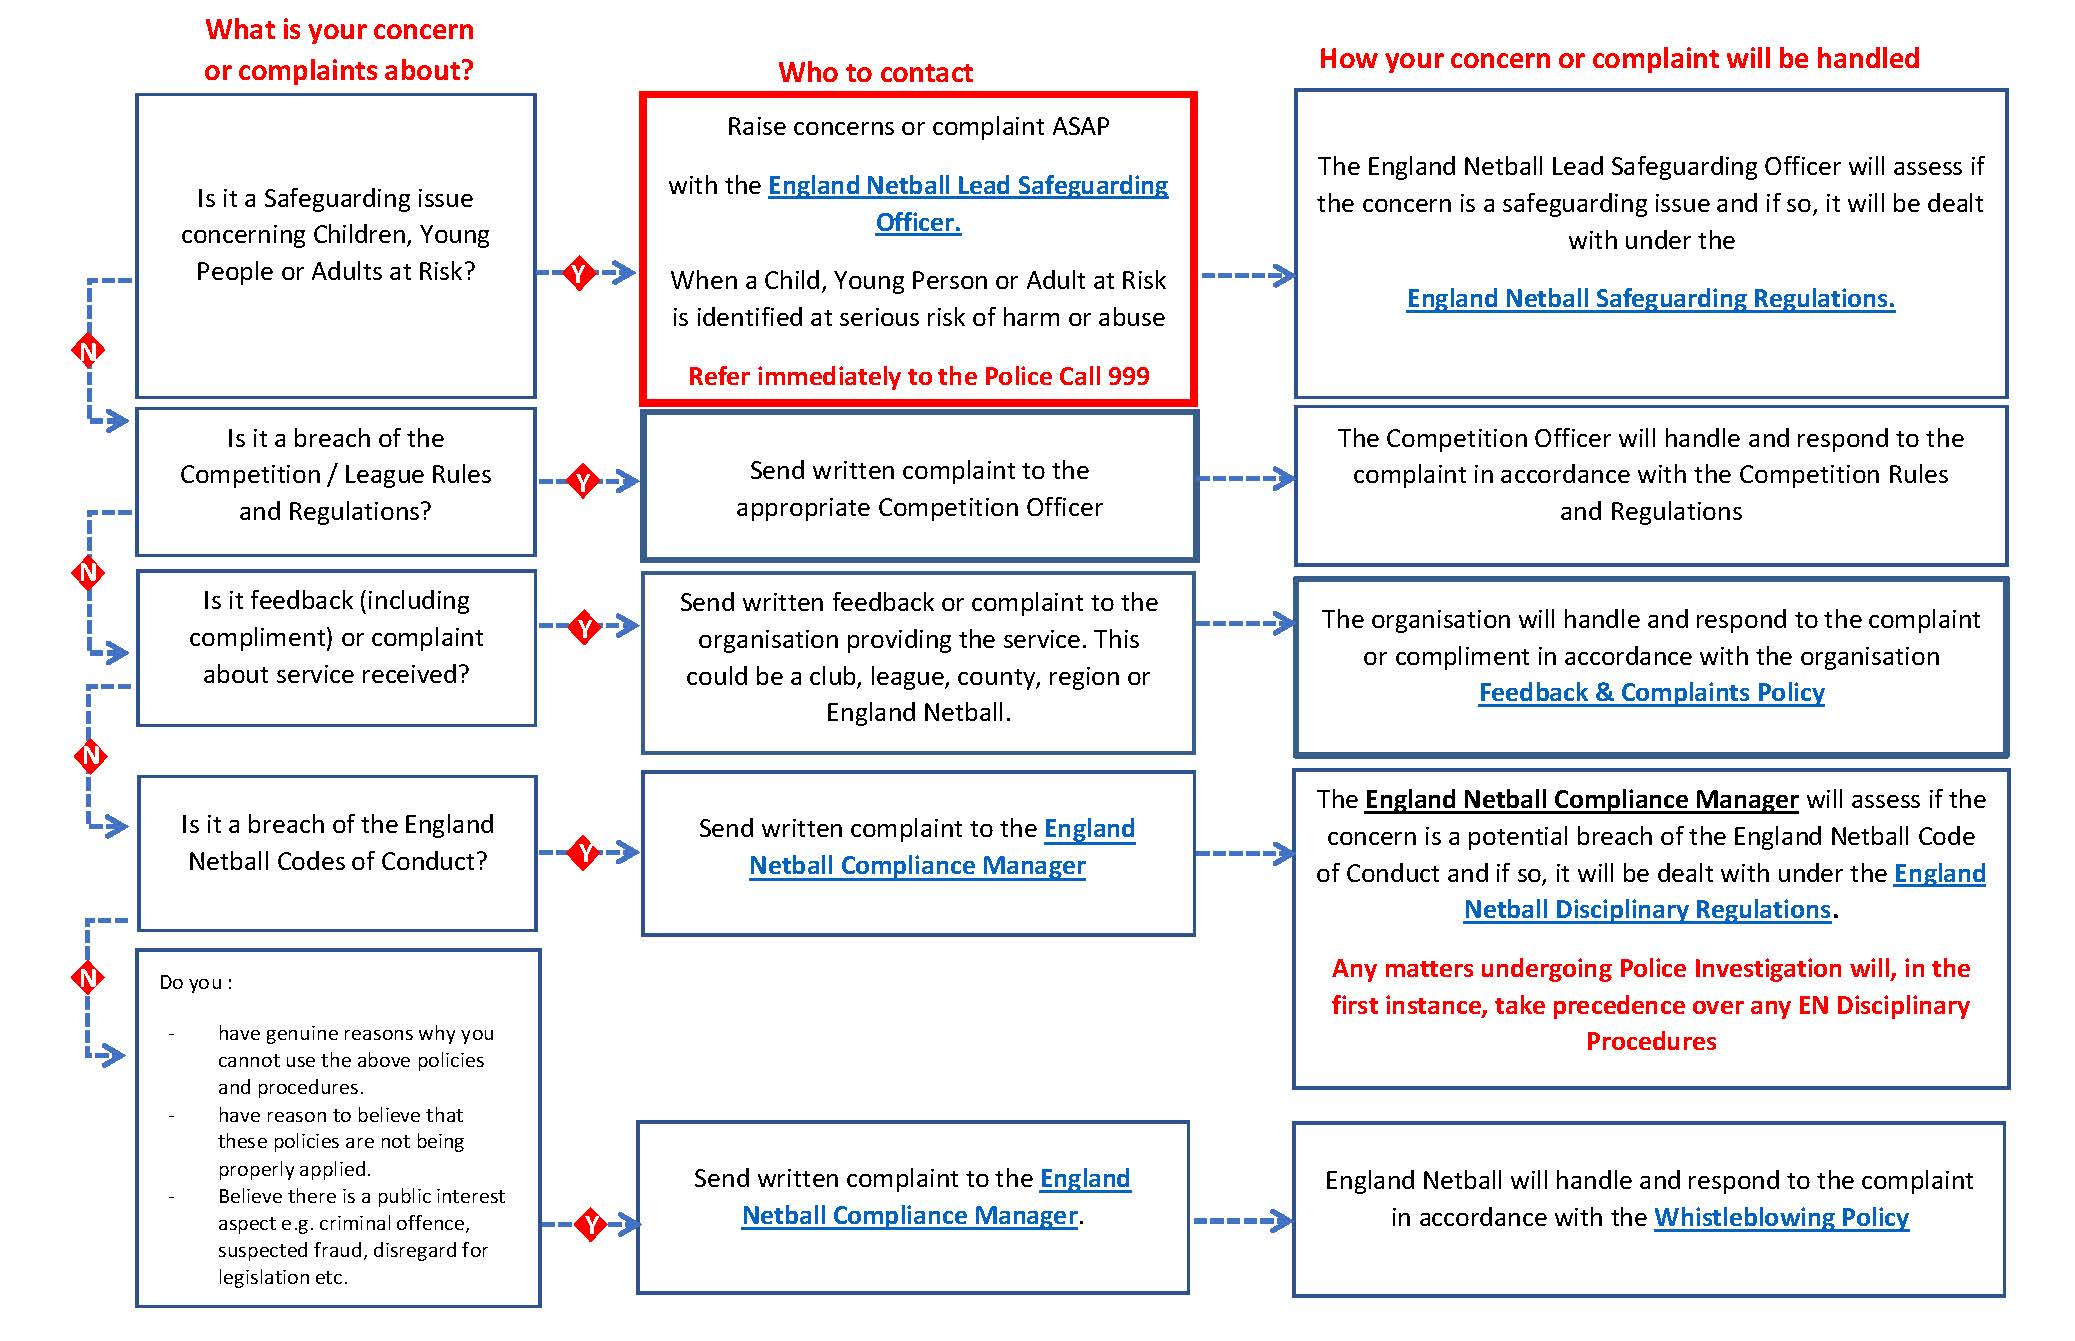 What is your concern
or complaints about?
Who to contact
How your concern or complaint will be handled
Is it a Safeguarding issue
concerning Children, Young
People or Adults at Risk?
Y
Raise concerns or complaint ASAP
with the England Netball Lead Safeguarding
Officer.
When a Child, Young Person or Adult at Risk
is identified at serious risk of harm or abuse
Refer immediately to the Police Call 999
The England Netball Lead Safeguarding Officer will assess if
the concern is a safeguarding issue and if so, it will be dealt
with under the
England Netball Safeguarding Regulations.
N
Is it a breach of the
Competition / League Rules
and Regulations?
Y
Send written complaint to the
appropriate Competition Officer
The Competition Officer will handle and respond to the
complaint in accordance with the Competition Rules
and Regulations
N
Is it feedback (including
compliment) or complaint
about service received?
Y
Send written feedback or complaint to the
organisation providing the service. This
could be a club, league, county, region or
England Netball.
The organisation will handle and respond to the complaint
or compliment in accordance with the organisation
Feedback & Complaints Policy
N
Is it a breach of the England
Netball Codes of Conduct?
Y
Send written complaint to the England
Netball Compliance Manager
The England Netball Compliance Manager will assess if the
concern is a potential breach of the England Netball Code
of Conduct and if so, it will be dealt with under the England
Netball Disciplinary Regulations.
Any matters undergoing Police Investigation will, in the
first instance, take precedence over any EN Disciplinary
Procedures
N
Do you :
- have genuine reasons why you
cannot use the above policies
and procedures.
- have reason to believe that
these policies are not being
properly applied.
- Believe there is a public interest
aspect e.g. criminal offence,
suspected fraud, disregard for
legislation etc.
Y
Send written complaint to the England
Netball Compliance Manager.
England Netball will handle and respond to the complaint
in accordance with the Whistleblowing Policy